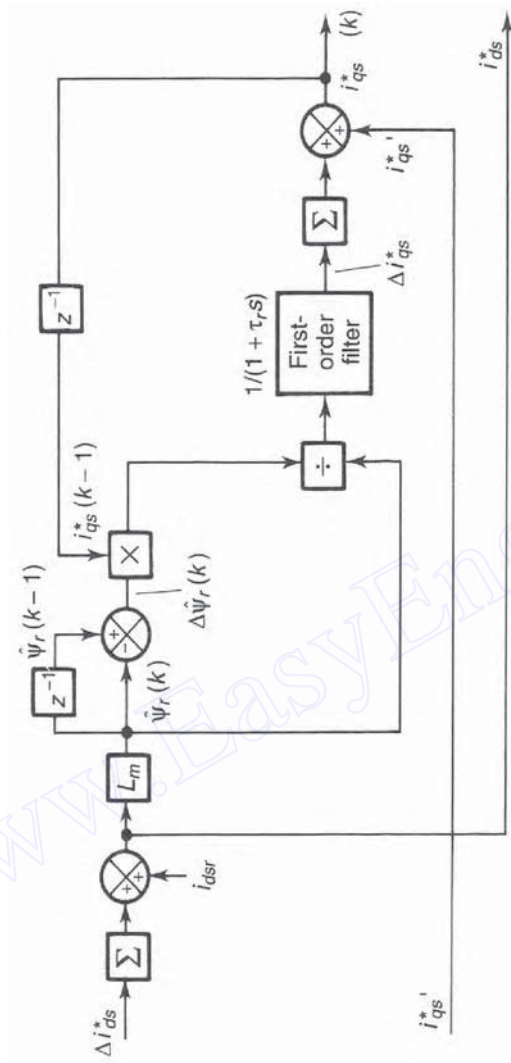 z⁻¹
ψ̂ᵣ(k−1)
i*qs(k−1)
z⁻¹
Δi*ds
Σ
+
+
idsr
Lm
ψ̂ᵣ(k)
−
+
Δψ̂ᵣ(k)
×
÷
1/(1 + τᵣs)
First-
order
filter
Δi*qs
Σ
+
+
i*qs′
i*qs
(k)
i*qs′
i*ds